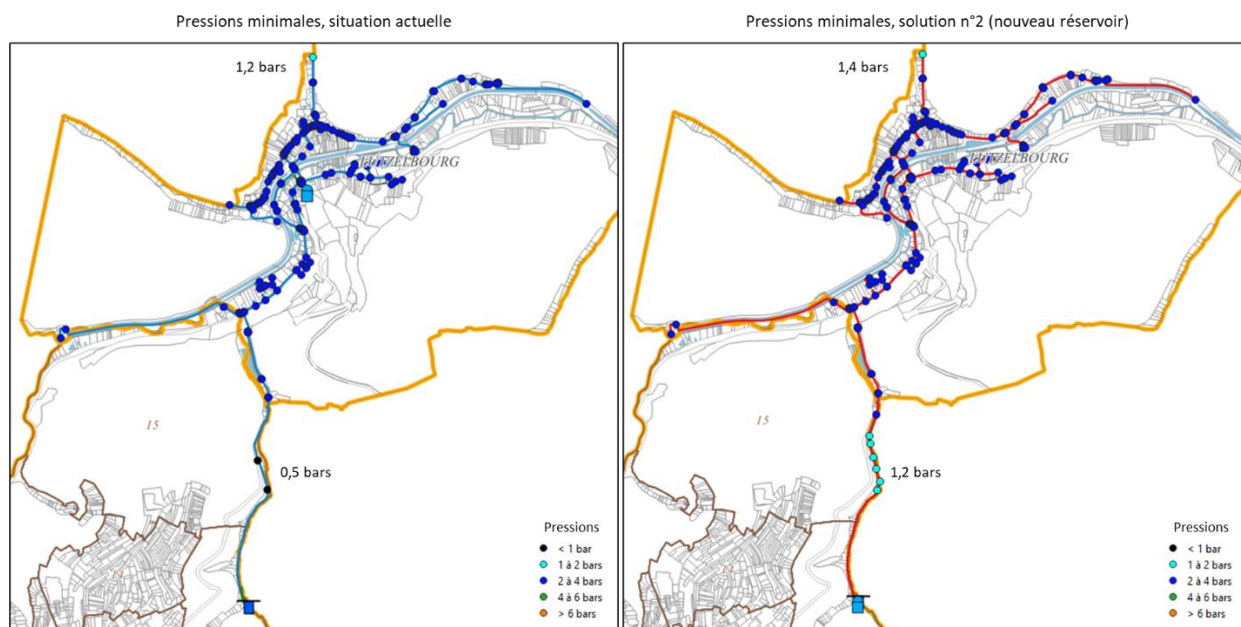 Pressions minimales, situation actuelle
Pressions minimales, solution n°2 (nouveau réservoir)
1,2 bars
LUTZELBOURG
15
0,5 bars
Pressions
< 1 bar
1 à 2 bars
2 à 4 bars
4 à 6 bars
> 6 bars
1,4 bars
LUTZELBOURG
15
1,2 bars
Pressions
< 1 bar
1 à 2 bars
2 à 4 bars
4 à 6 bars
> 6 bars